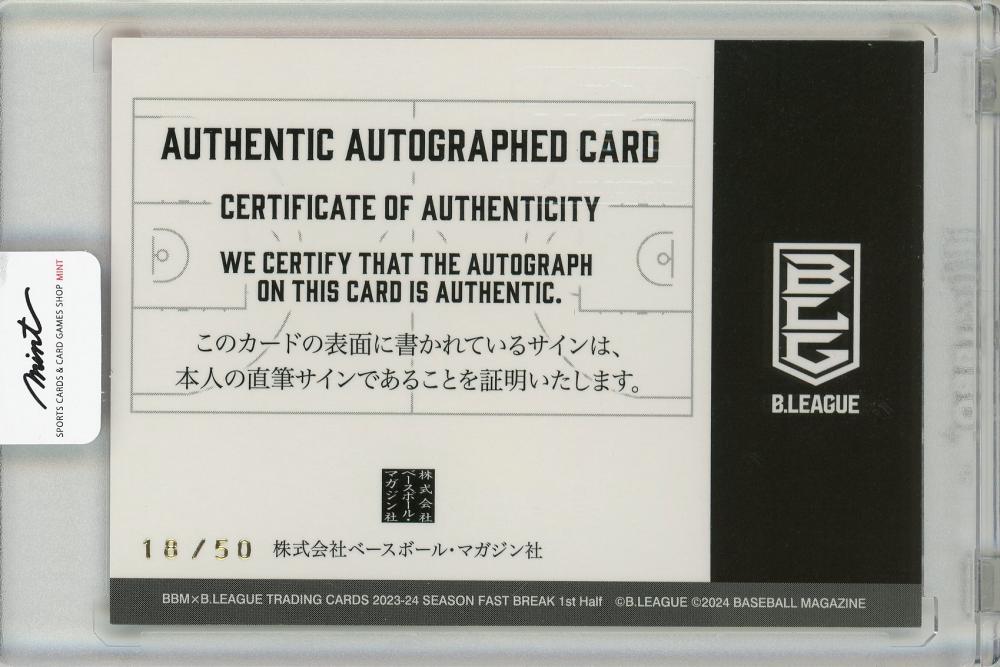 AUTHENTIC AUTOGRAPHED CARD
CERTIFICATE OF AUTHENTICITY
WE CERTIFY THAT THE AUTOGRAPH
ON THIS CARD IS AUTHENTIC.
このカードの表面に書かれているサインは、
本人の直筆サインであることを証明いたします。
株式会社
ベースボール・
マガジン社
18/50 株式会社ベースボール・マガジン社
BBM×B.LEAGUE TRADING CARDS 2023-24 SEASON FAST BREAK 1st Half ©B.LEAGUE ©2024 BASEBALL MAGAZINE
B.LEAGUE
mint
SPORTS CARDS & CARD GAMES SHOP MINT